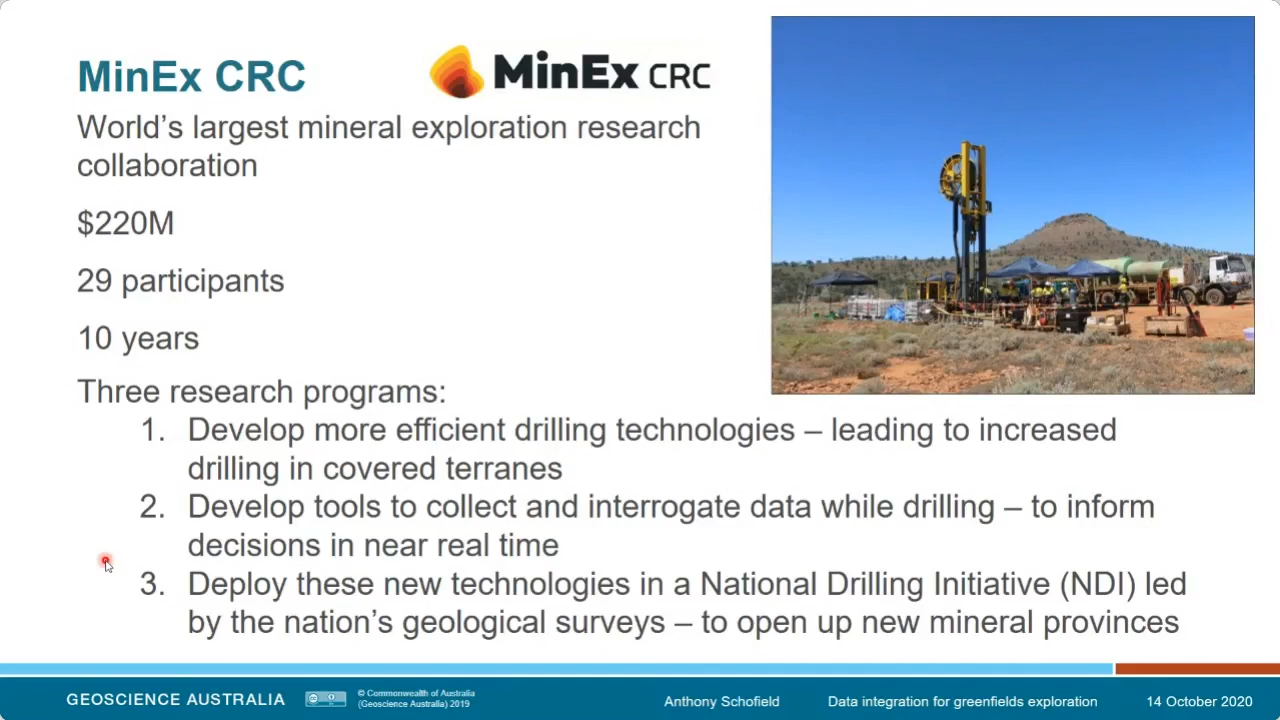 MinEx CRC
MinEx CRC
World's largest mineral exploration research
collaboration
$220M
29 participants
10 years
Three research programs:
1. Develop more efficient drilling technologies – leading to increased
drilling in covered terranes
2. Develop tools to collect and interrogate data while drilling – to inform
decisions in near real time
3. Deploy these new technologies in a National Drilling Initiative (NDI) led
by the nation's geological surveys – to open up new mineral provinces
GEOSCIENCE AUSTRALIA
© Commonwealth of Australia
(Geoscience Australia) 2019
Anthony Schofield
Data integration for greenfields exploration
14 October 2020